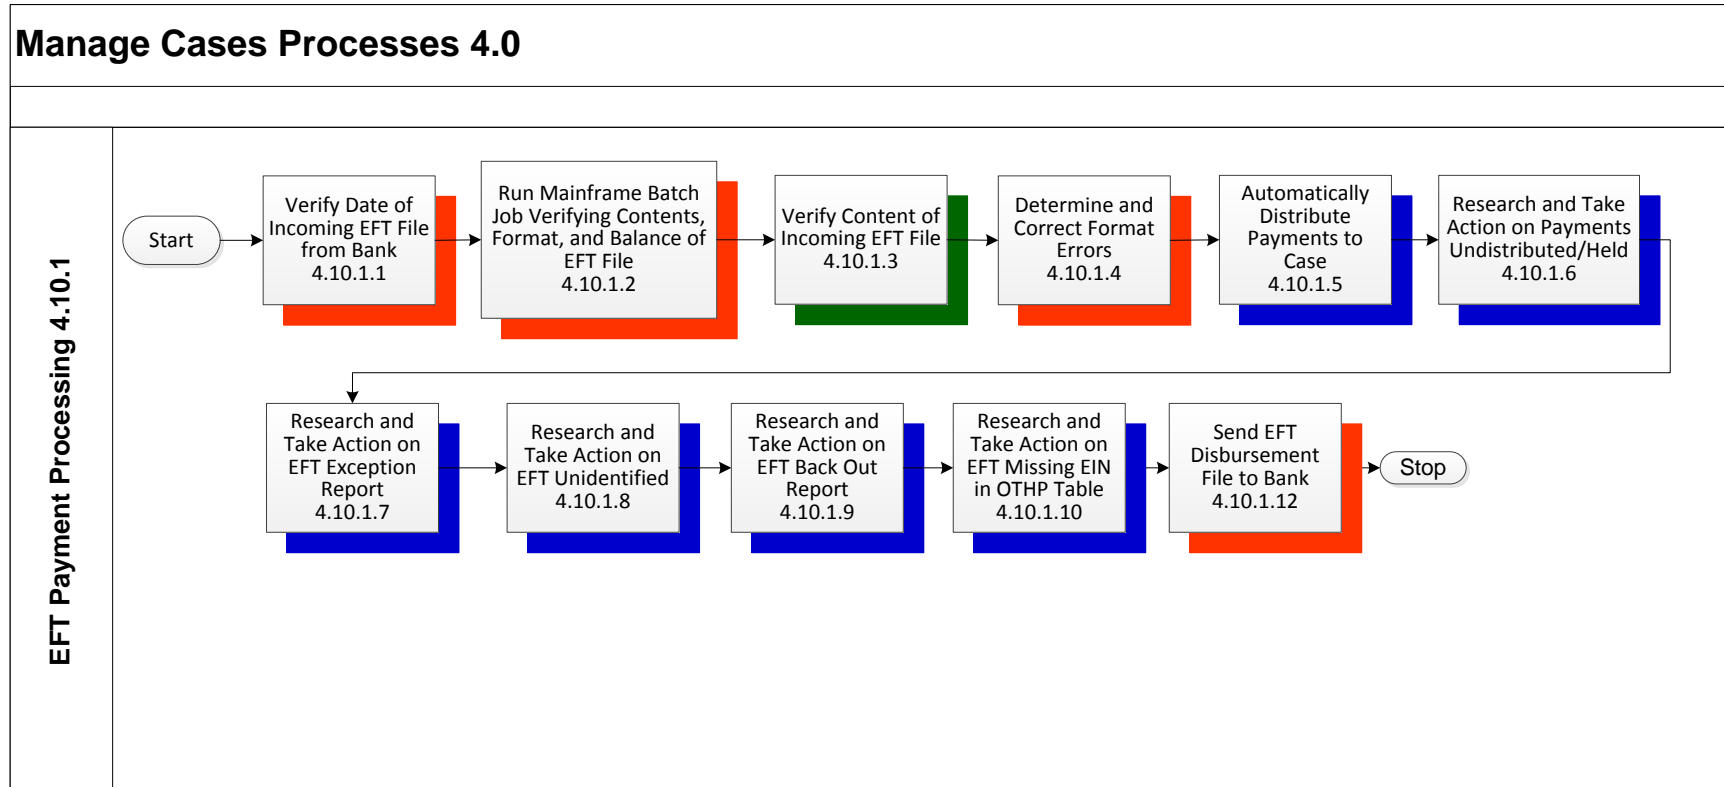 Manage Cases Processes 4.0
EFT Payment Processing 4.10.1
Start
Verify Date of
Incoming EFT File
from Bank
4.10.1.1
Run Mainframe Batch
Job Verifying Contents,
Format, and Balance of
EFT File
4.10.1.2
Verify Content of
Incoming EFT File
4.10.1.3
Determine and
Correct Format
Errors
4.10.1.4
Automatically
Distribute
Payments to
Case
4.10.1.5
Research and Take
Action on Payments
Undistributed/Held
4.10.1.6
Research and
Take Action on
EFT Exception
Report
4.10.1.7
Research and
Take Action on
EFT Unidentified
4.10.1.8
Research and
Take Action on
EFT Back Out
Report
4.10.1.9
Research and
Take Action on
EFT Missing EIN
in OTHP Table
4.10.1.10
Send EFT
Disbursement
File to Bank
4.10.1.12
Stop